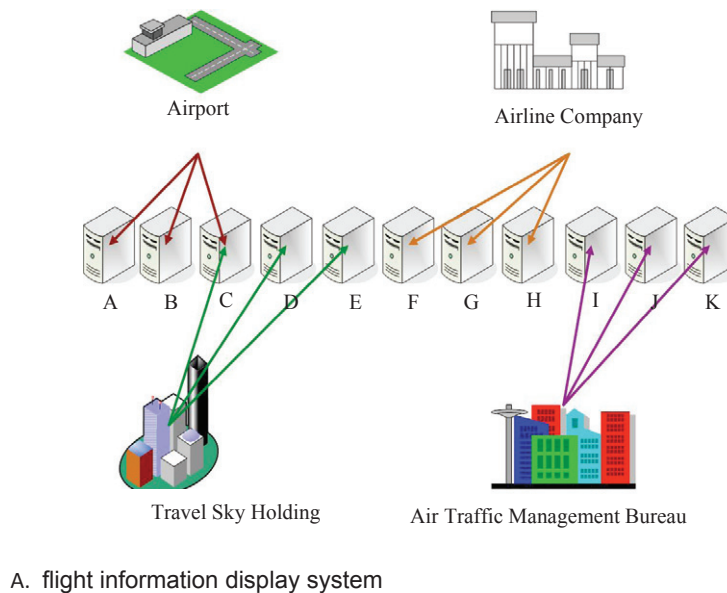 Airport
Airline Company
A B C D E F G H I J K
Travel Sky Holding
Air Traffic Management Bureau
A. flight information display system